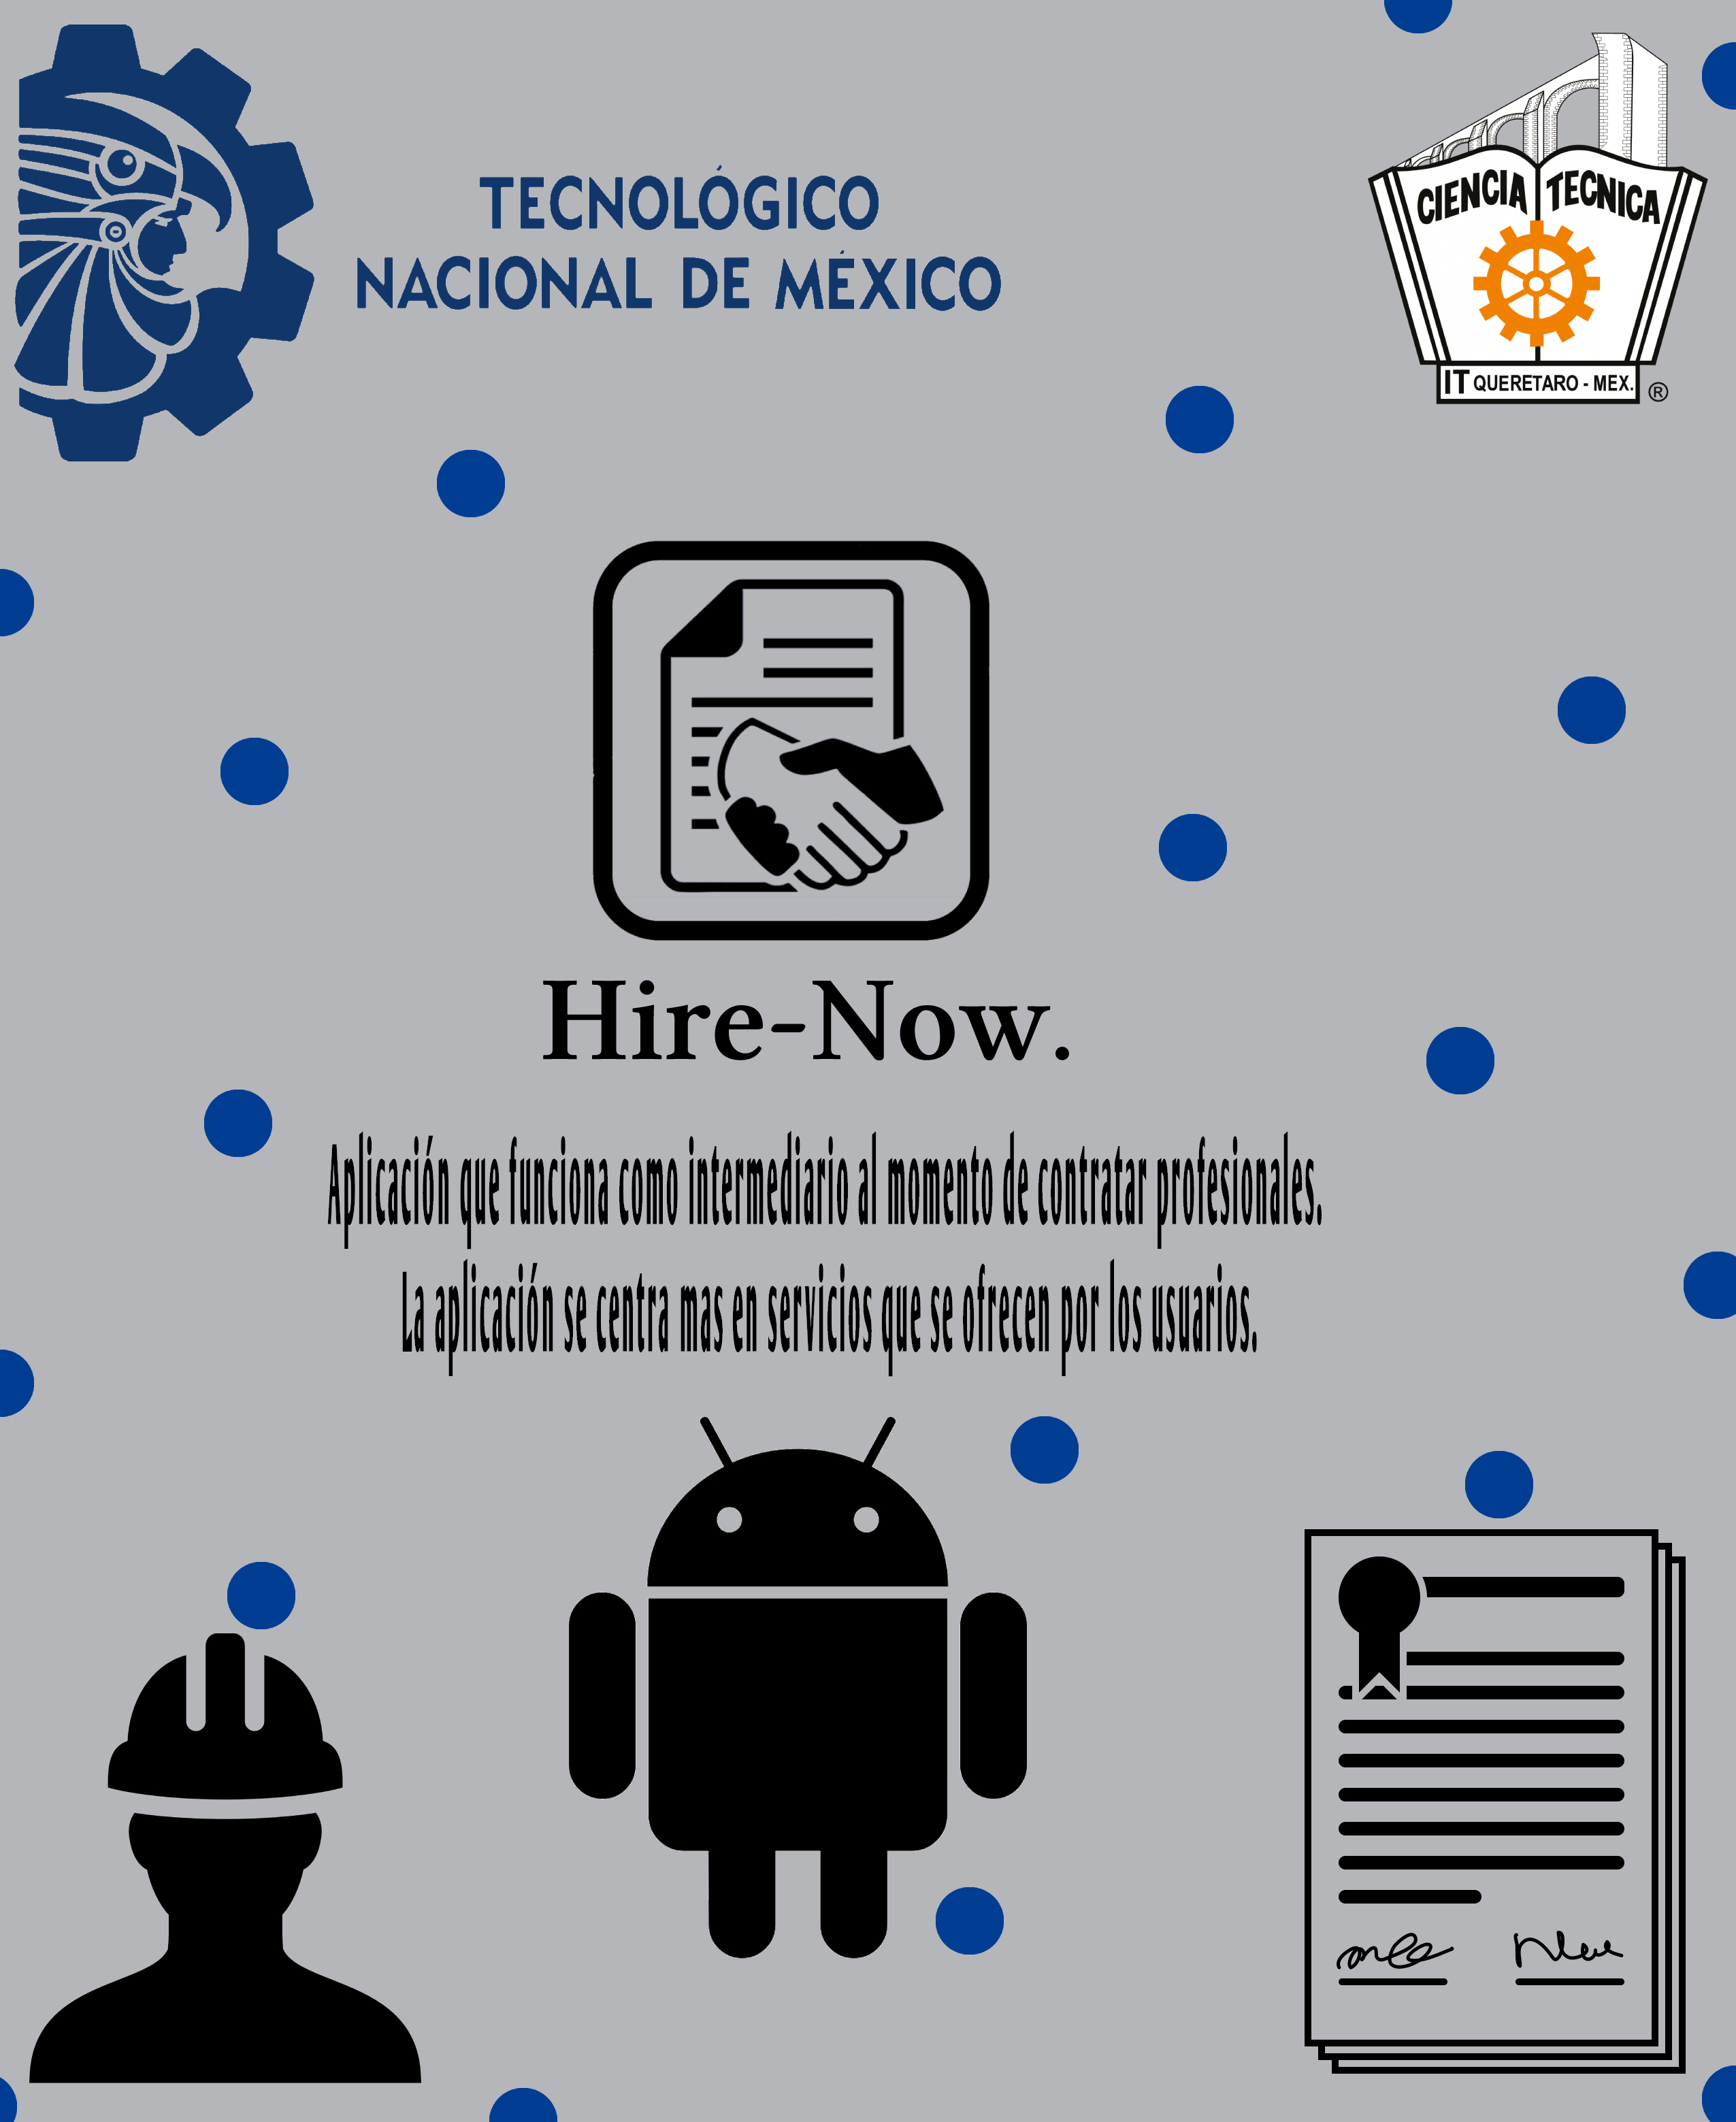 TECNOLÓGICO
NACIONAL DE MÉXICO
CIENCIA TECNICA
IT QUERETARO - MEX. ®
Hire-Now.
Aplicación que funciona como intermediario al momento de contratar profesionales.
La aplicación se centra mas en servicios que se ofrecen por los usuarios.